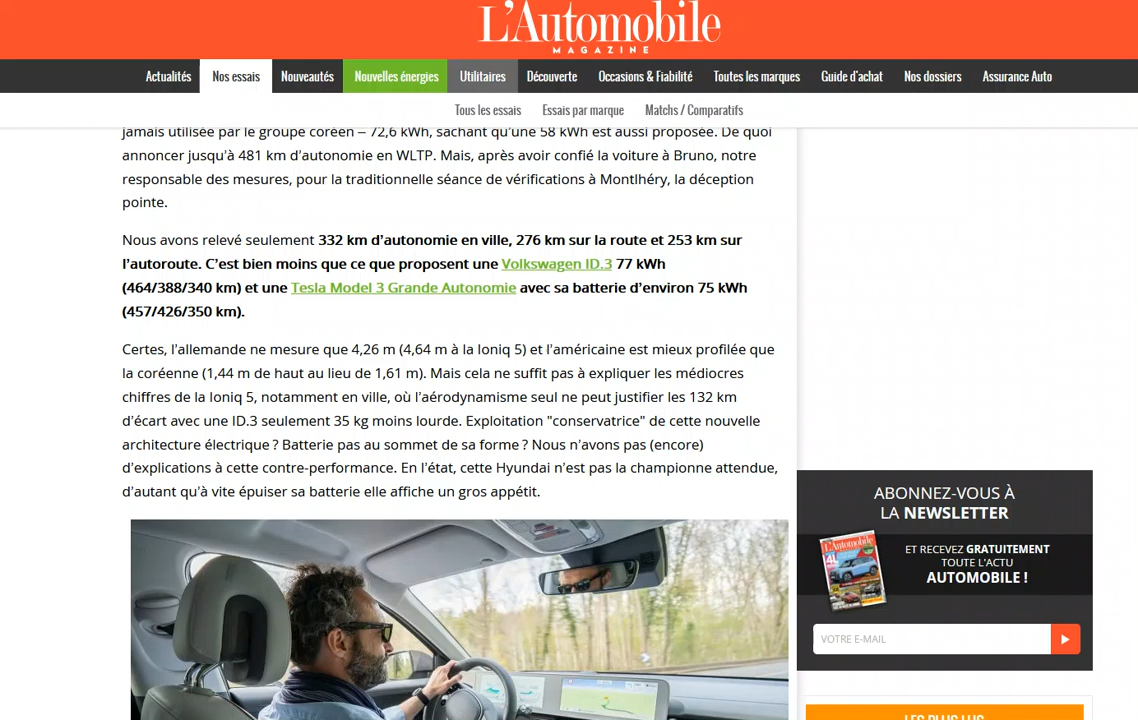 L'Automobile
MAGAZINE
Actualités Nos essais Nouveautés Nouvelles énergies Utilitaires Découverte Occasions & Fiabilité Toutes les marques Guide d'achat Nos dossiers Assurance Auto
Tous les essais Essais par marque Matchs / Comparatifs
jamais utilisée par le groupe coréen – 72,6 kWh, sachant qu'une 58 kWh est aussi proposée. De quoi
annoncer jusqu'à 481 km d'autonomie en WLTP. Mais, après avoir confié la voiture à Bruno, notre
responsable des mesures, pour la traditionnelle séance de vérifications à Montlhéry, la déception
pointe.
Nous avons relevé seulement 332 km d'autonomie en ville, 276 km sur la route et 253 km sur
l'autoroute. C'est bien moins que ce que proposent une Volkswagen ID.3 77 kWh
(464/388/340 km) et une Tesla Model 3 Grande Autonomie avec sa batterie d'environ 75 kWh
(457/426/350 km).
Certes, l'allemande ne mesure que 4,26 m (4,64 m à la Ioniq 5) et l'américaine est mieux profilée que
la coréenne (1,44 m de haut au lieu de 1,61 m). Mais cela ne suffit pas à expliquer les médiocres
chiffres de la Ioniq 5, notamment en ville, où l'aérodynamisme seul ne peut justifier les 132 km
d'écart avec une ID.3 seulement 35 kg moins lourde. Exploitation "conservatrice" de cette nouvelle
architecture électrique ? Batterie pas au sommet de sa forme ? Nous n'avons pas (encore)
d'explications à cette contre-performance. En l'état, cette Hyundai n'est pas la championne attendue,
d'autant qu'à vite épuiser sa batterie elle affiche un gros appétit.
ABONNEZ-VOUS À
LA NEWSLETTER
L'Automobile
4L
ET RECEVEZ GRATUITEMENT
TOUTE L'ACTU
AUTOMOBILE !
VOTRE E-MAIL
LES PLUS LUS